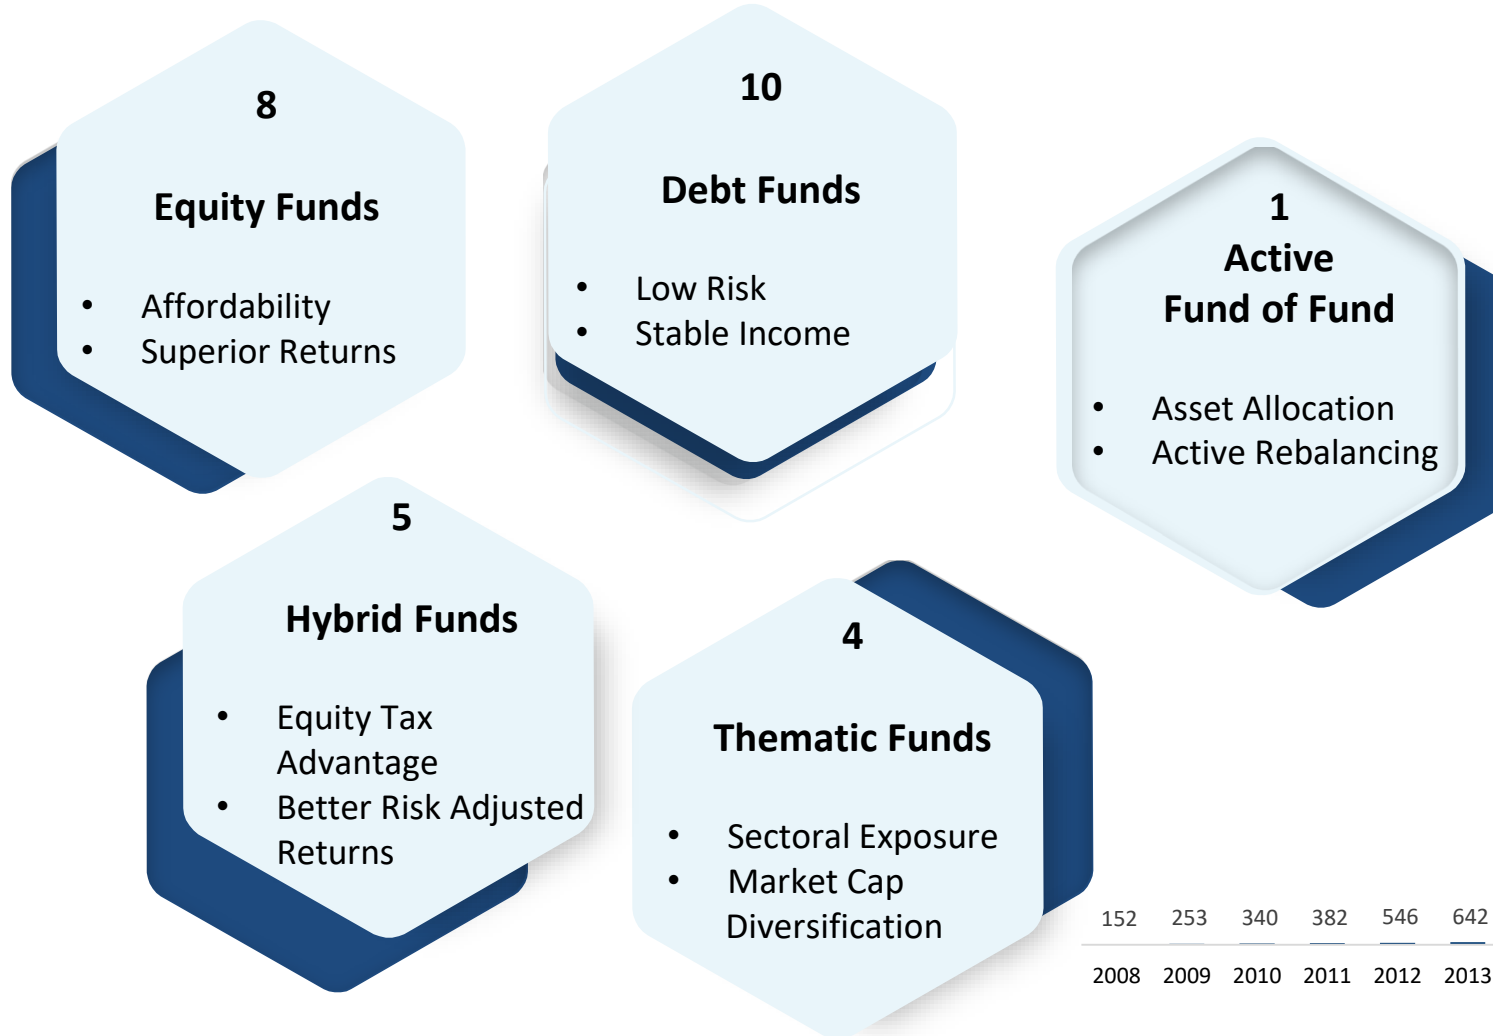 8
Equity Funds
• Affordability
• Superior Returns
10
Debt Funds
• Low Risk
• Stable Income
1
Active
Fund of Fund
• Asset Allocation
• Active Rebalancing
5
Hybrid Funds
• Equity Tax
Advantage
• Better Risk Adjusted
Returns
4
Thematic Funds
• Sectoral Exposure
• Market Cap
Diversification
152 253 340 382 546 642
2008 2009 2010 2011 2012 2013